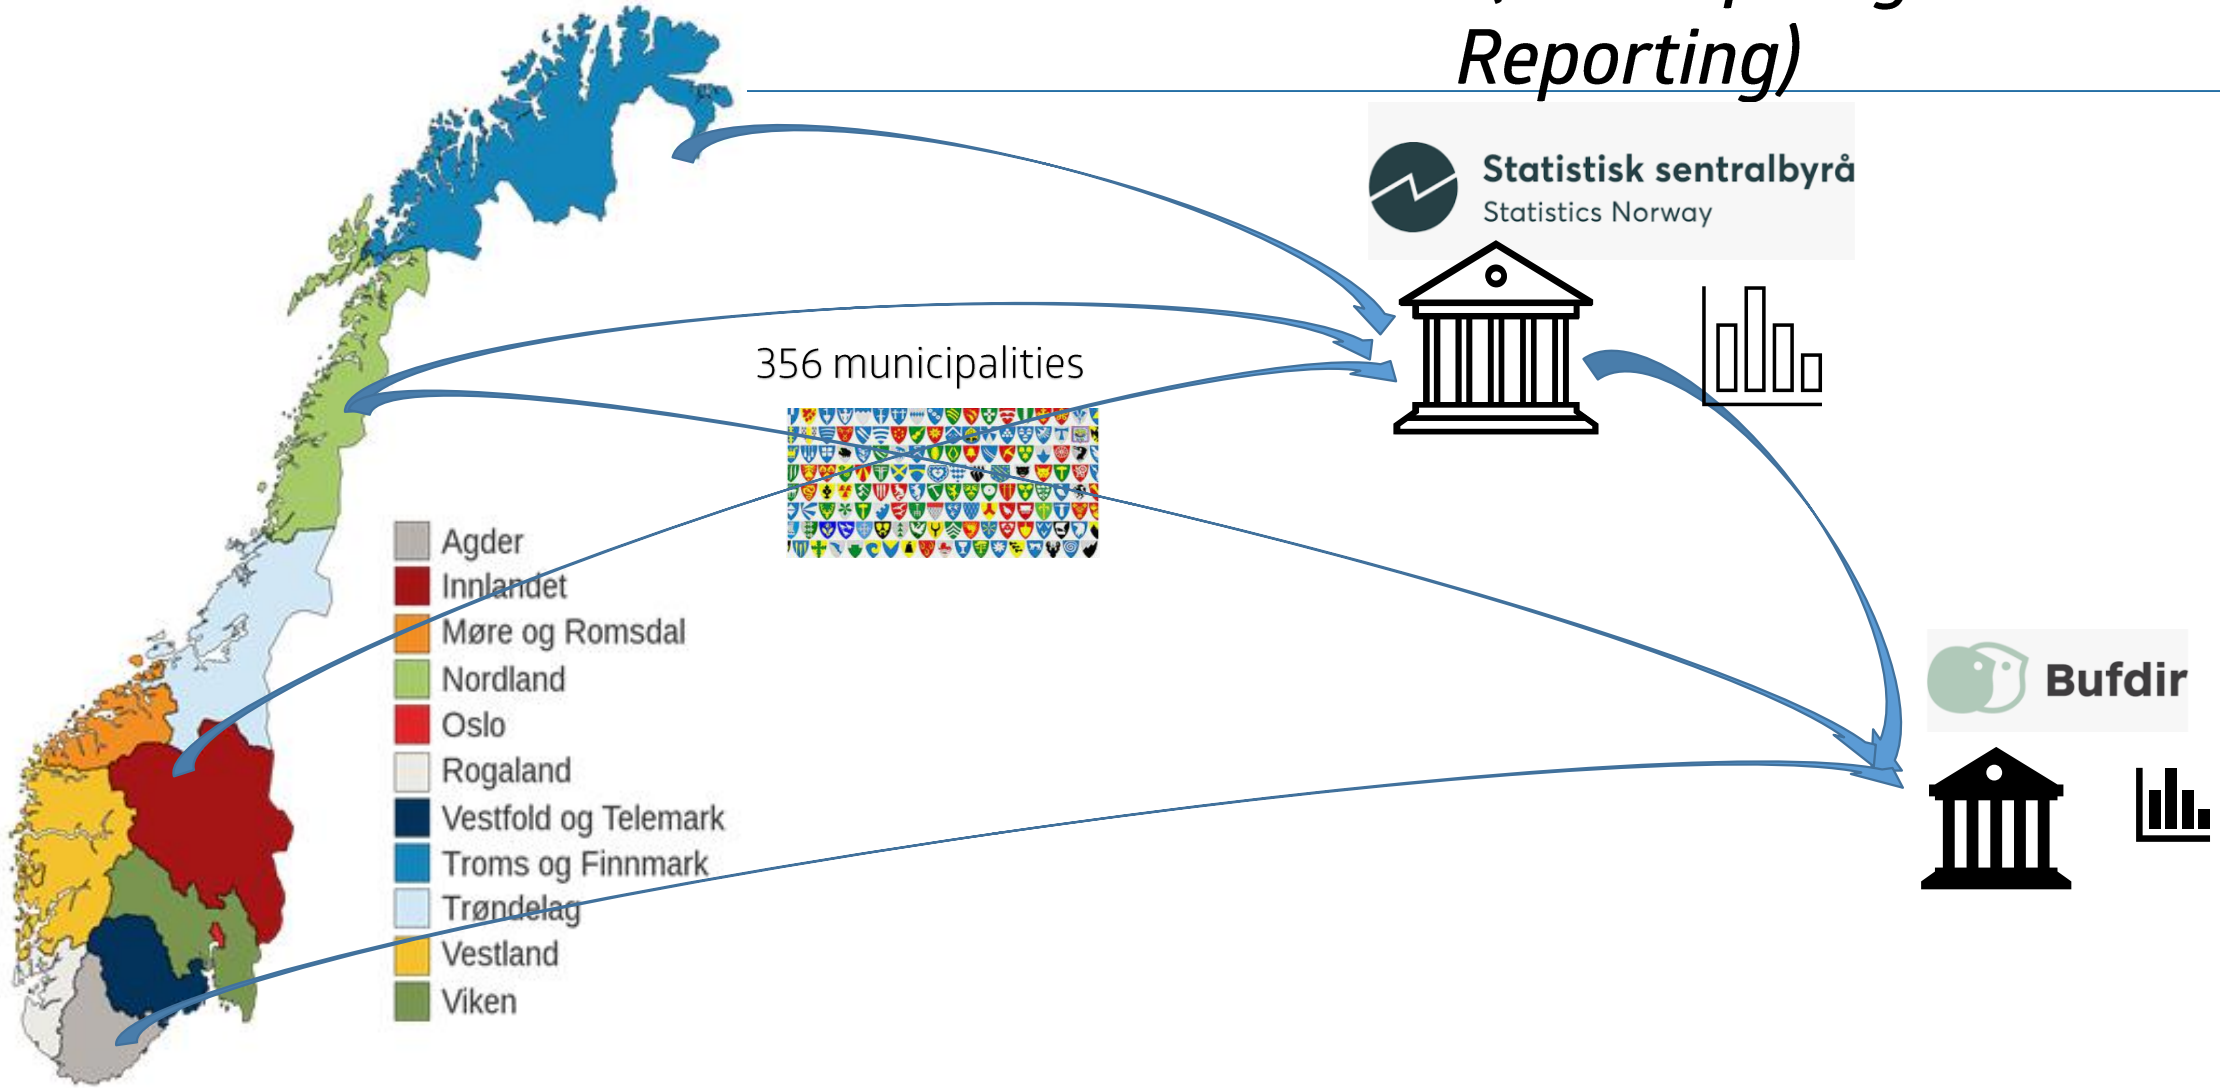 Reporting)
Statistisk sentralbyrå
Statistics Norway
356 municipalities
Agder
Innlandet
Møre og Romsdal
Nordland
Oslo
Rogaland
Vestfold og Telemark
Troms og Finnmark
Trøndelag
Vestland
Viken
Bufdir